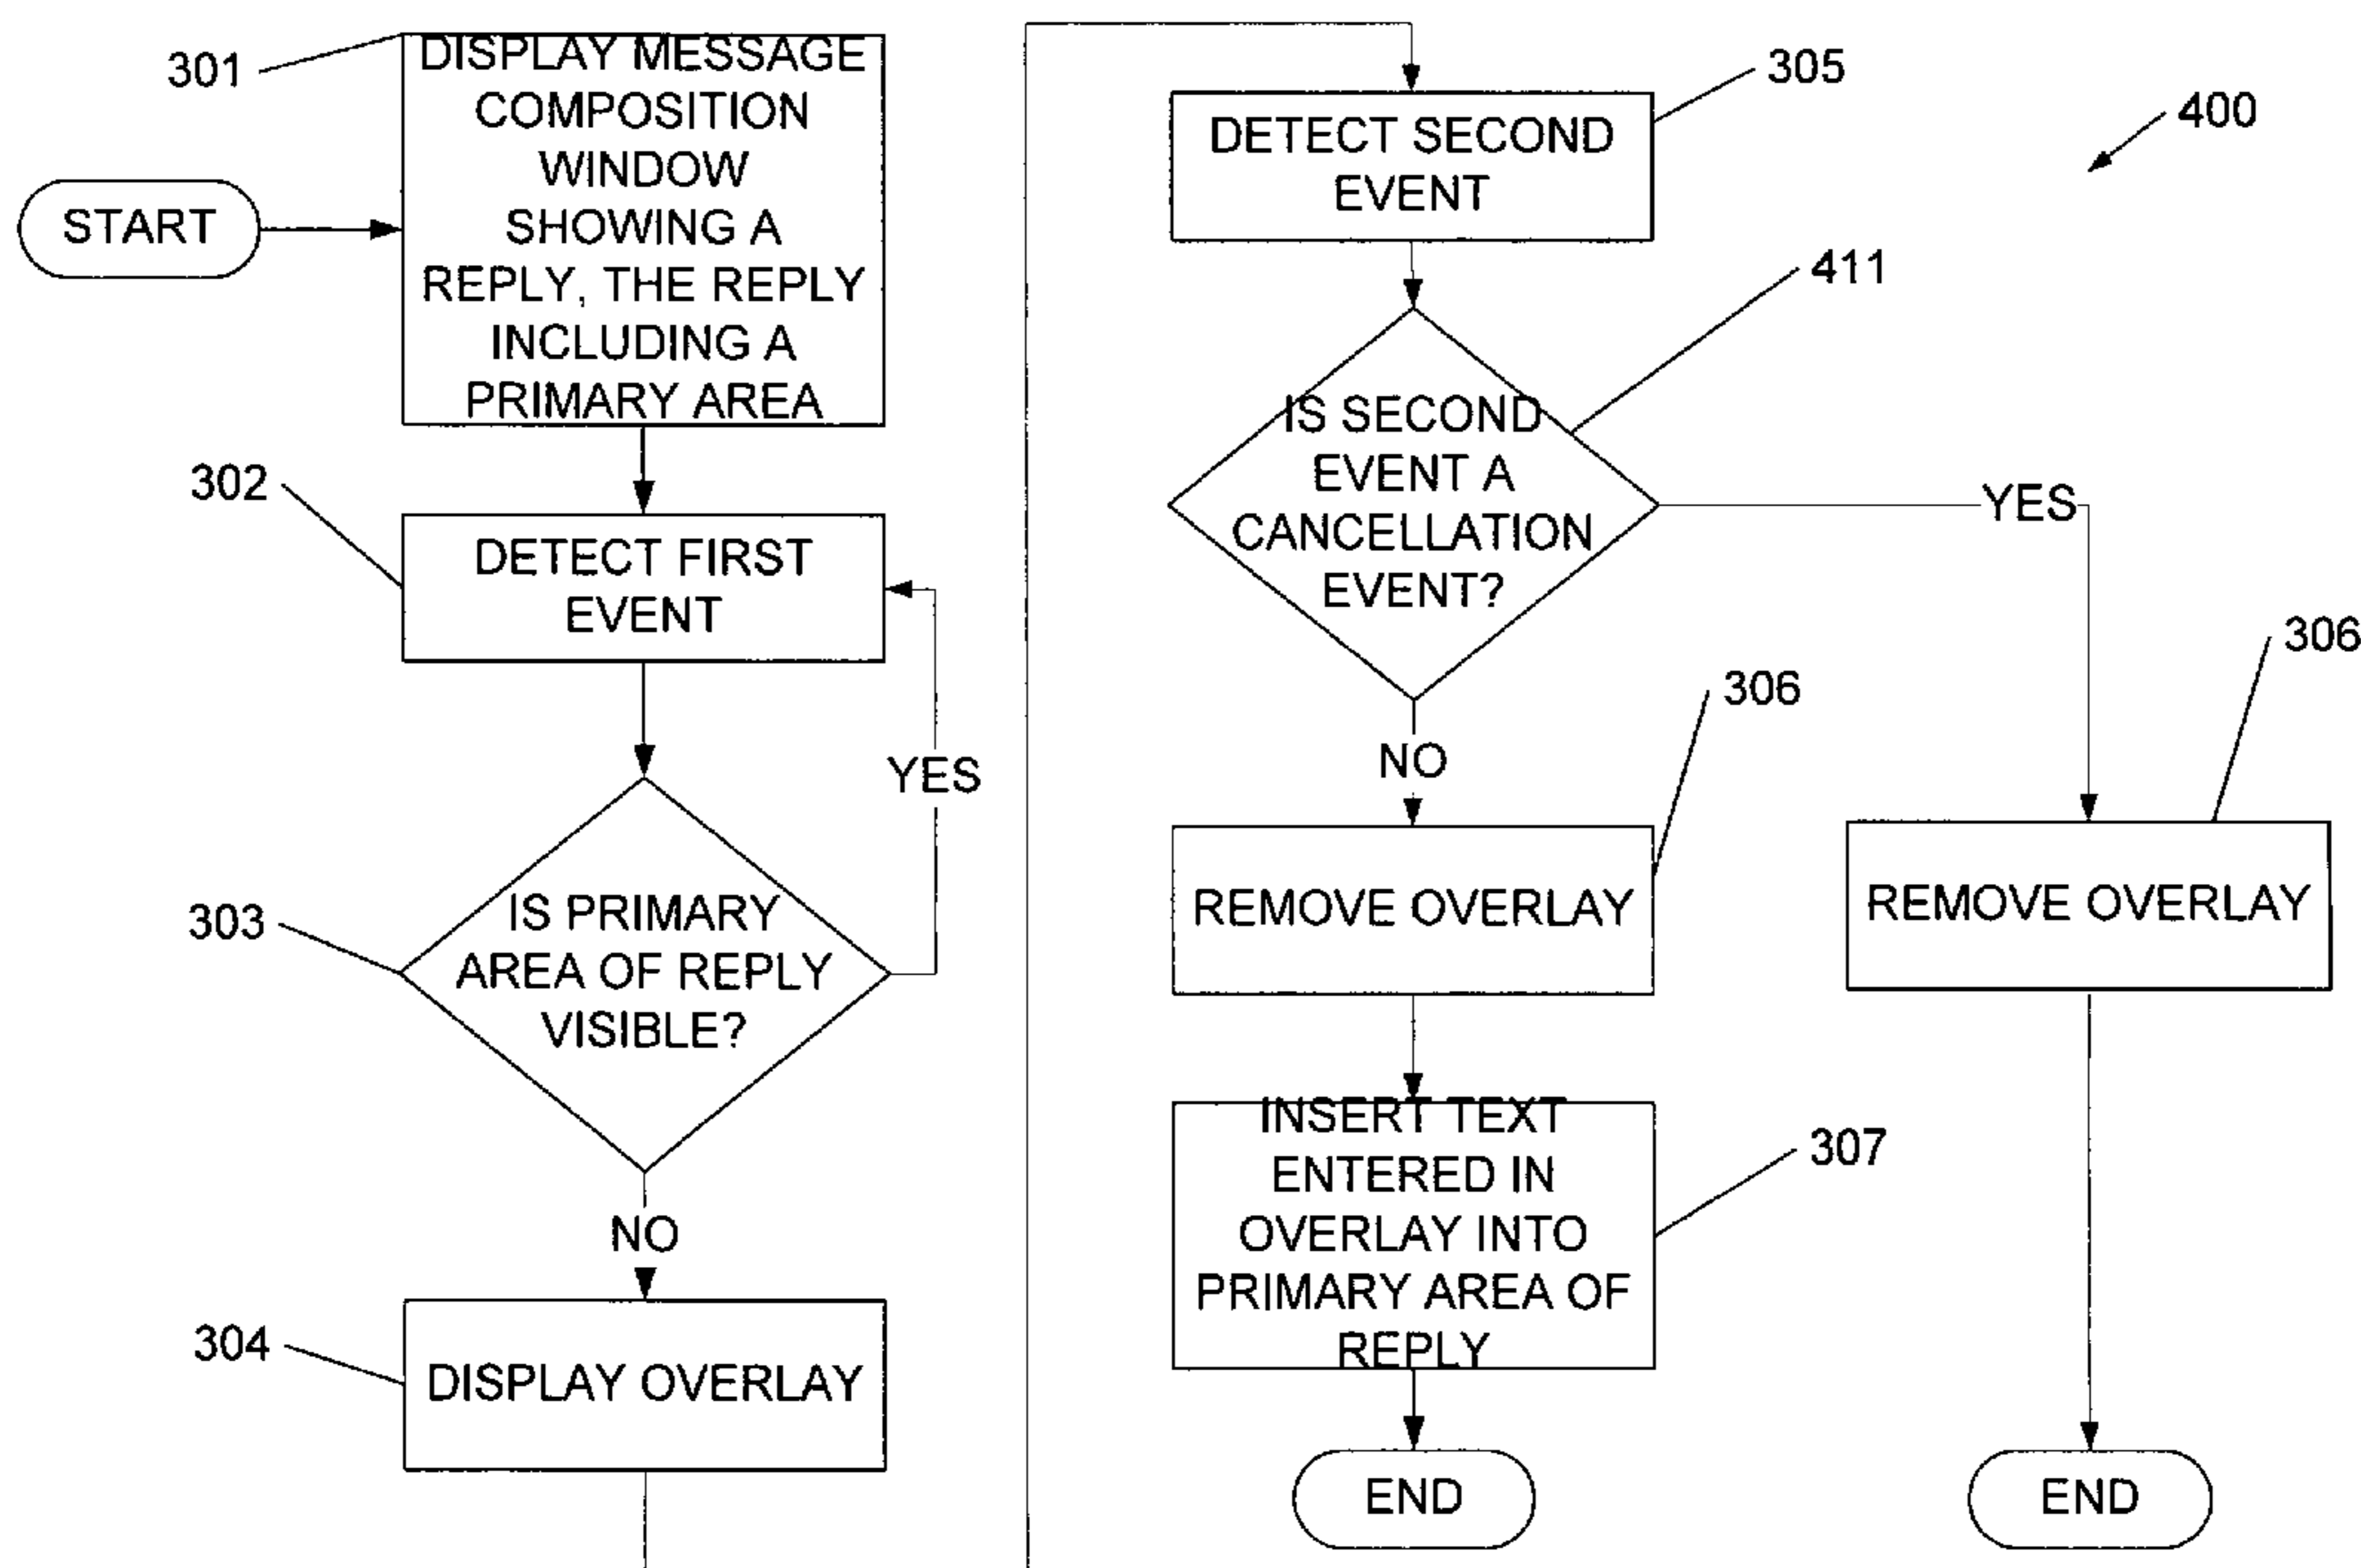 301
DISPLAY MESSAGE
COMPOSITION
WINDOW
SHOWING A
REPLY, THE REPLY
INCLUDING A
PRIMARY AREA
START
302
DETECT FIRST
EVENT
YES
303
IS PRIMARY
AREA OF REPLY
VISIBLE?
NO
304
DISPLAY OVERLAY
305
DETECT SECOND
EVENT
400
411
IS SECOND
EVENT A
CANCELLATION
EVENT?
YES
NO
306
REMOVE OVERLAY
306
REMOVE OVERLAY
307
INSERT TEXT
ENTERED IN
OVERLAY INTO
PRIMARY AREA OF
REPLY
END
END